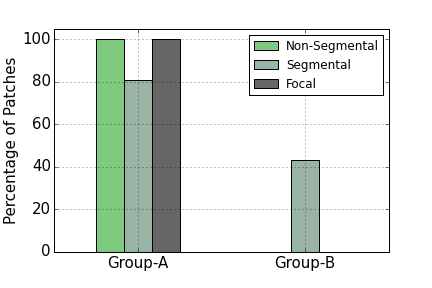 100
80
60
40
20
0
Percentage of Patches
Non-Segmental
Segmental
Focal
Group-A
Group-B